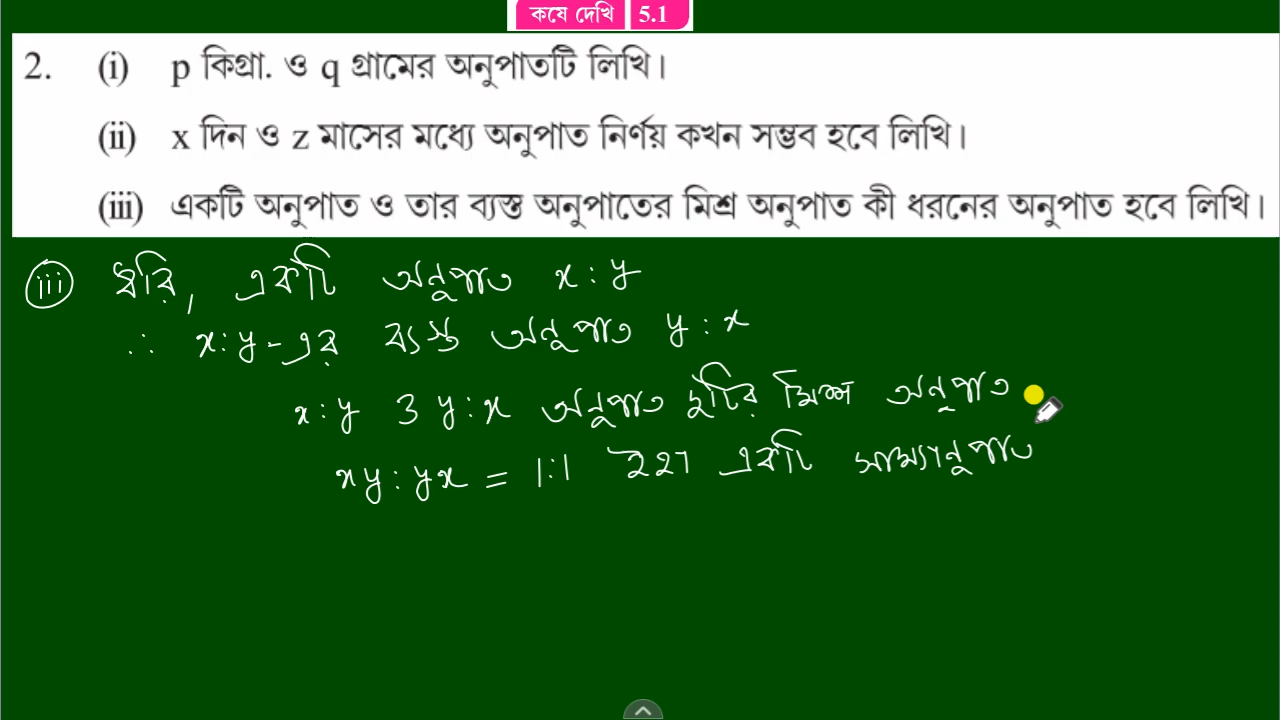 কষে দেখি 5.1
2. (i) p কিগ্রা. ও q গ্রামের অনুপাতটি লিখি।
(ii) x দিন ও z মাসের মধ্যে অনুপাত নির্ণয় কখন সম্ভব হবে লিখি।
(iii) একটি অনুপাত ও তার ব্যস্ত অনুপাতের মিশ্র অনুপাত কী ধরনের অনুপাত হবে লিখি।
(iii) ধরি, একটি অনুপাত x : y
∴ x:y-এর ব্যস্ত অনুপাত y : x
x:y ও y:x অনুপাত দুটির মিশ্র অনুপাত
xy : yx = 1:1 ইহা একটি সাম্যানুপাত